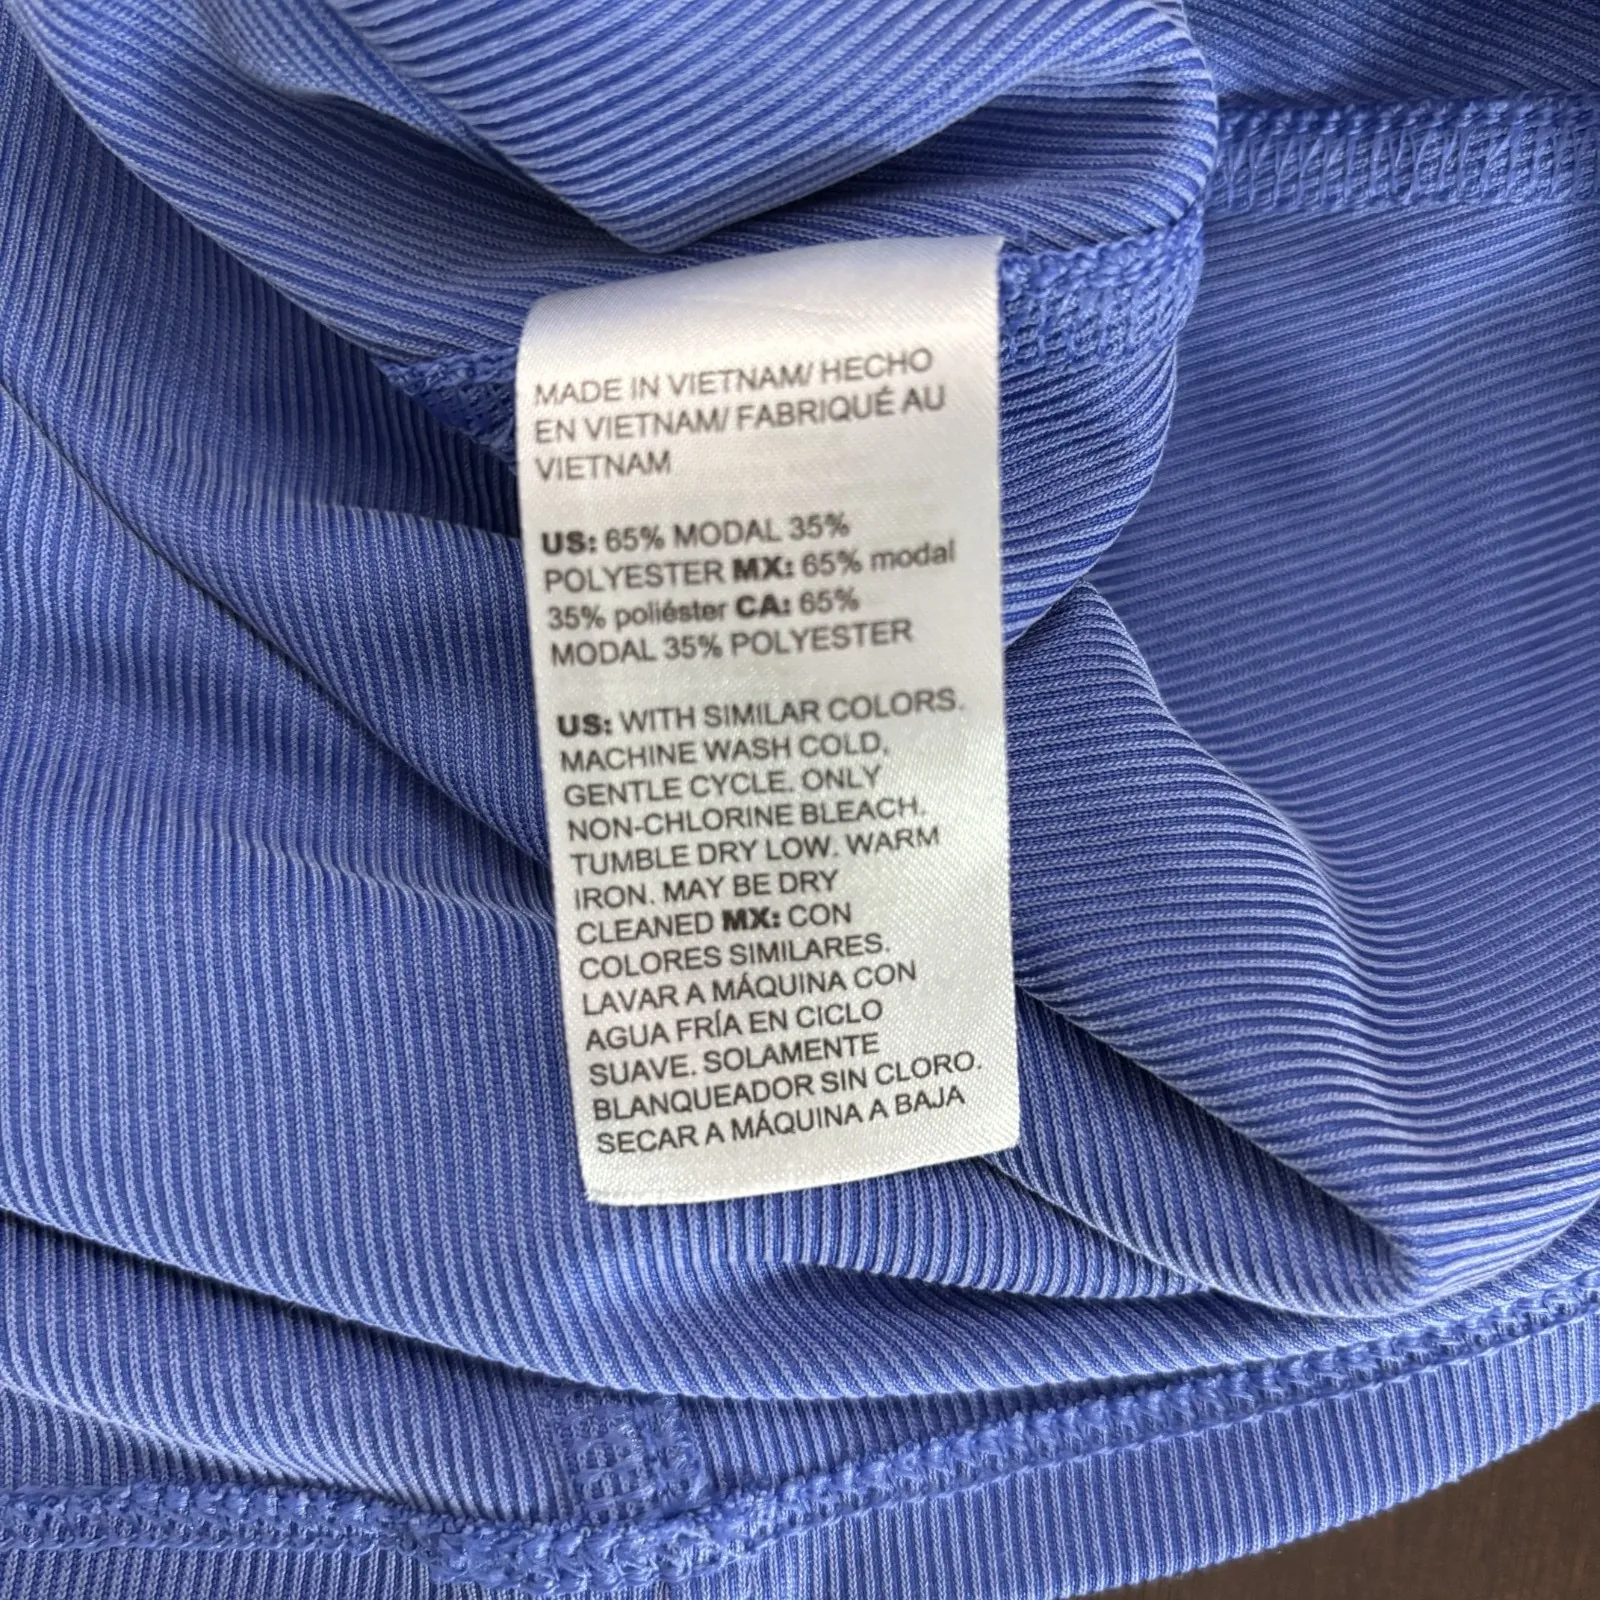 MADE IN VIETNAM/ HECHO
EN VIETNAM/ FABRIQUÉ AU
VIETNAM
US: 65% MODAL 35%
POLYESTER MX: 65% modal
35% poliéster CA: 65%
MODAL 35% POLYESTER
US: WITH SIMILAR COLORS.
MACHINE WASH COLD,
GENTLE CYCLE. ONLY
NON-CHLORINE BLEACH.
TUMBLE DRY LOW. WARM
IRON. MAY BE DRY
CLEANED MX: CON
COLORES SIMILARES.
LAVAR A MÁQUINA CON
AGUA FRÍA EN CICLO
SUAVE. SOLAMENTE
BLANQUEADOR SIN CLORO.
SECAR A MÁQUINA A BAJA